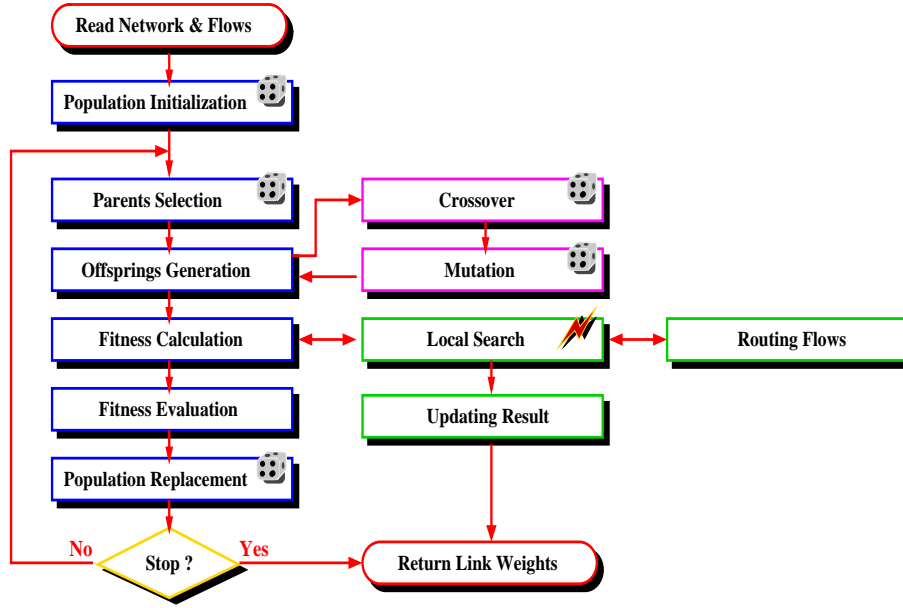 Read Network & Flows
Population Initialization
Parents Selection
Crossover
Offsprings Generation
Mutation
Fitness Calculation
Local Search
Routing Flows
Fitness Evaluation
Updating Result
Population Replacement
No
Stop ?
Yes
Return Link Weights